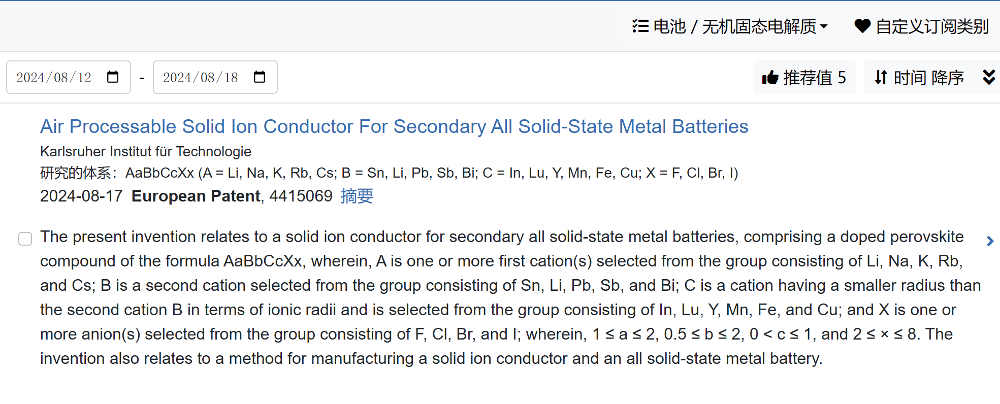 电池 / 无机固态电解质 自定义订阅类别
2024/08/12 - 2024/08/18 推荐值 5 时间 降序
Air Processable Solid Ion Conductor For Secondary All Solid-State Metal Batteries
Karlsruher Institut für Technologie
研究的体系：AaBbCcXx (A = Li, Na, K, Rb, Cs; B = Sn, Li, Pb, Sb, Bi; C = In, Lu, Y, Mn, Fe, Cu; X = F, Cl, Br, I)
2024-08-17 European Patent, 4415069 摘要
The present invention relates to a solid ion conductor for secondary all solid-state metal batteries, comprising a doped perovskite
compound of the formula AaBbCcXx, wherein, A is one or more first cation(s) selected from the group consisting of Li, Na, K, Rb,
and Cs; B is a second cation selected from the group consisting of Sn, Li, Pb, Sb, and Bi; C is a cation having a smaller radius than
the second cation B in terms of ionic radii and is selected from the group consisting of In, Lu, Y, Mn, Fe, and Cu; and X is one or
more anion(s) selected from the group consisting of F, Cl, Br, and I; wherein, 1 ≤ a ≤ 2, 0.5 ≤ b ≤ 2, 0 < c ≤ 1, and 2 ≤ × ≤ 8. The
invention also relates to a method for manufacturing a solid ion conductor and an all solid-state metal battery.